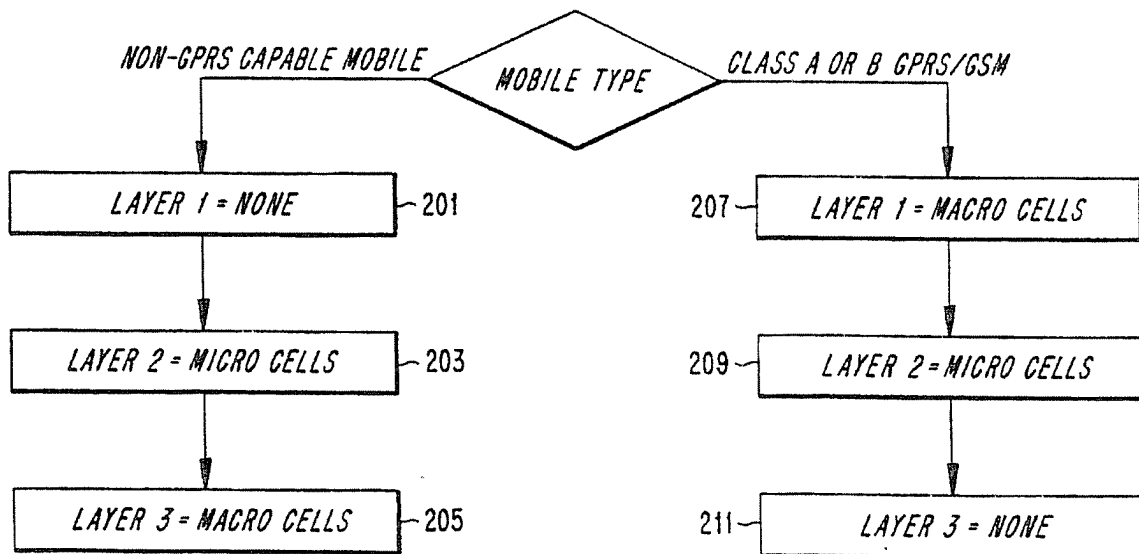 NON-GPRS CAPABLE MOBILE
MOBILE TYPE
CLASS A OR B GPRS/GSM
LAYER 1 = NONE
201
207
LAYER 1 = MACRO CELLS
LAYER 2 = MICRO CELLS
203
209
LAYER 2 = MICRO CELLS
LAYER 3 = MACRO CELLS
205
211
LAYER 3 = NONE